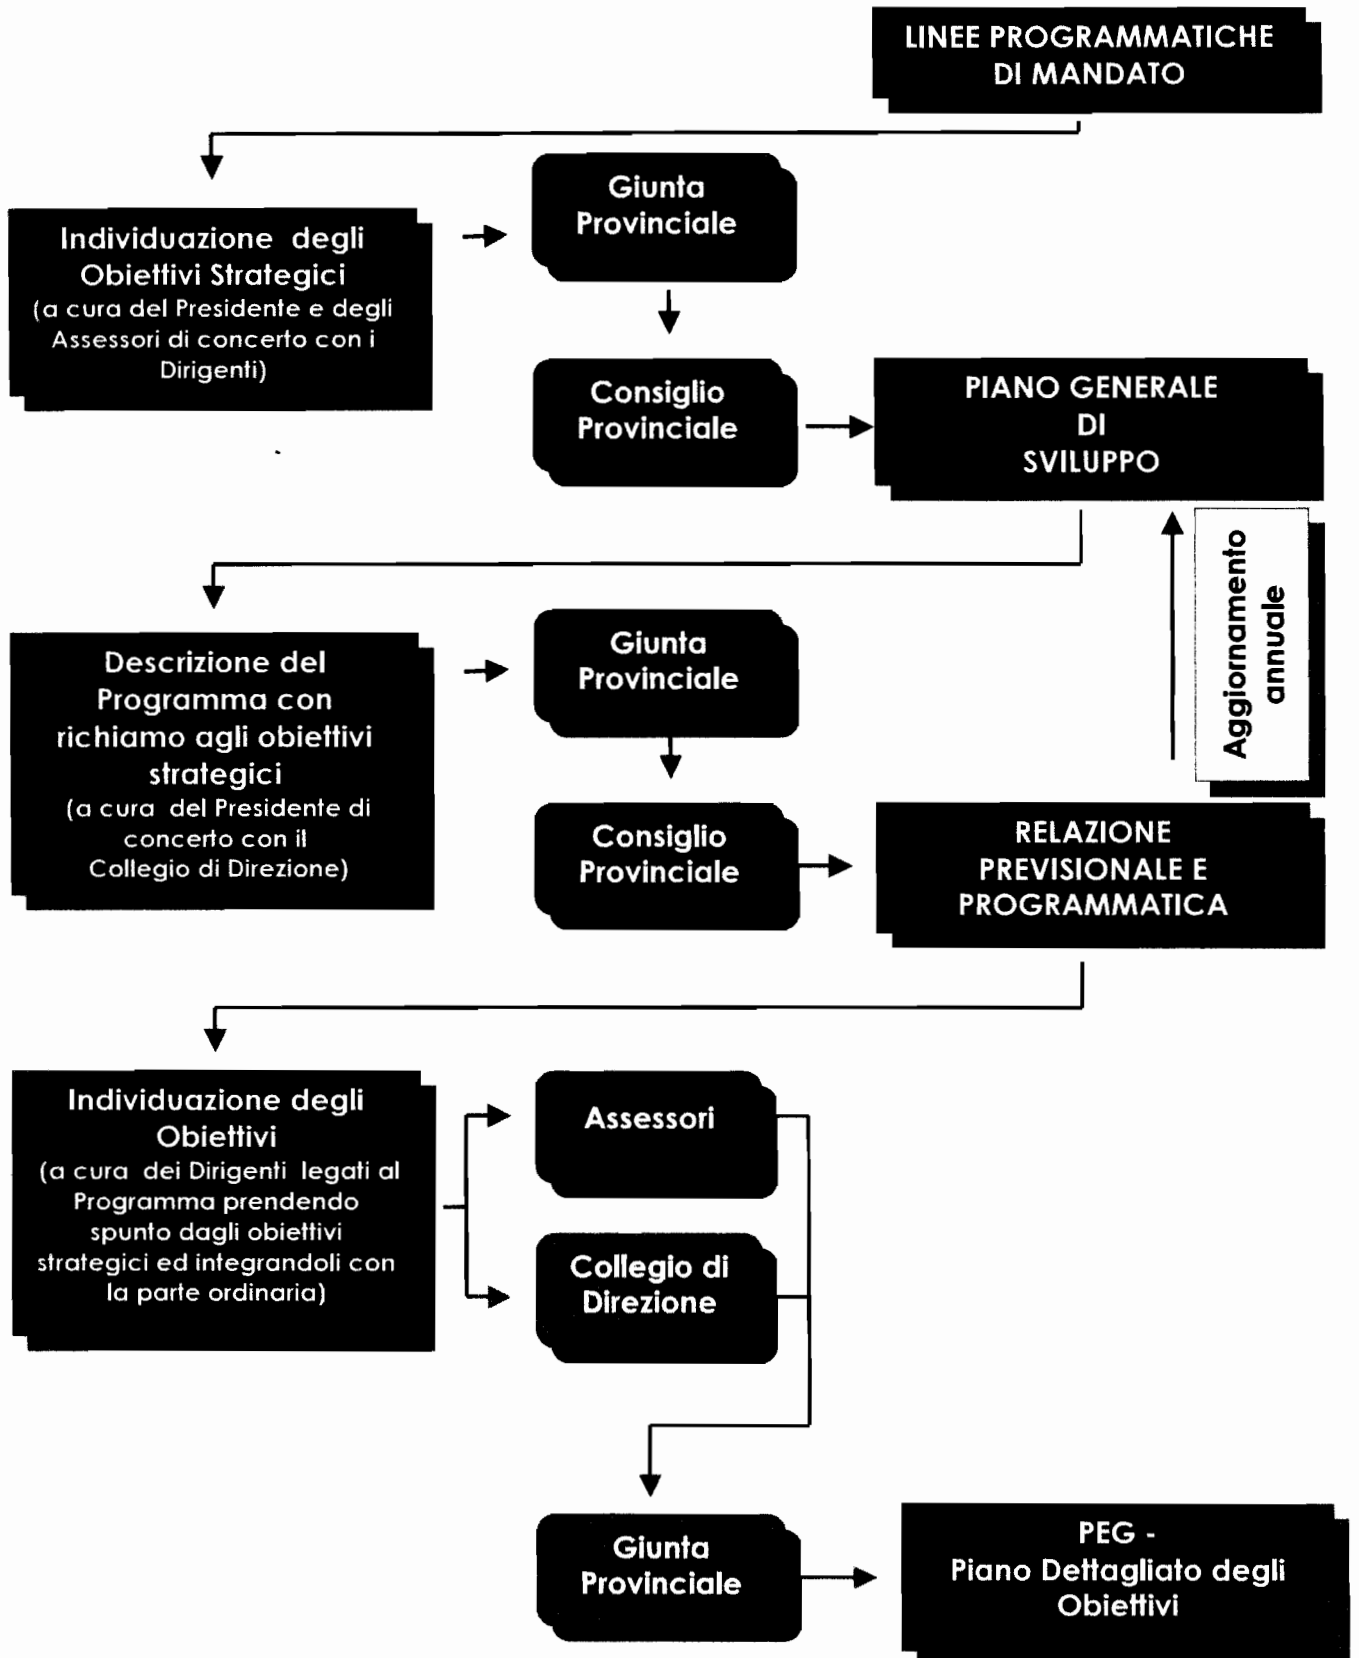 LINEE PROGRAMMATICHE
DI MANDATO
Individuazione degli
Obiettivi Strategici
(a cura del Presidente e degli
Assessori di concerto con i
Dirigenti)
Giunta
Provinciale
Consiglio
Provinciale
PIANO GENERALE
DI
SVILUPPO
Aggiornamento
annuale
Descrizione del
Programma con
richiamo agli obiettivi
strategici
(a cura del Presidente di
concerto con il
Collegio di Direzione)
Giunta
Provinciale
Consiglio
Provinciale
RELAZIONE
PREVISIONALE E
PROGRAMMATICA
Individuazione degli
Obiettivi
(a cura dei Dirigenti legati al
Programma prendendo
spunto dagli obiettivi
strategici ed integrandoli con
la parte ordinaria)
Assessori
Collegio di
Direzione
Giunta
Provinciale
PEG -
Piano Dettagliato degli
Obiettivi